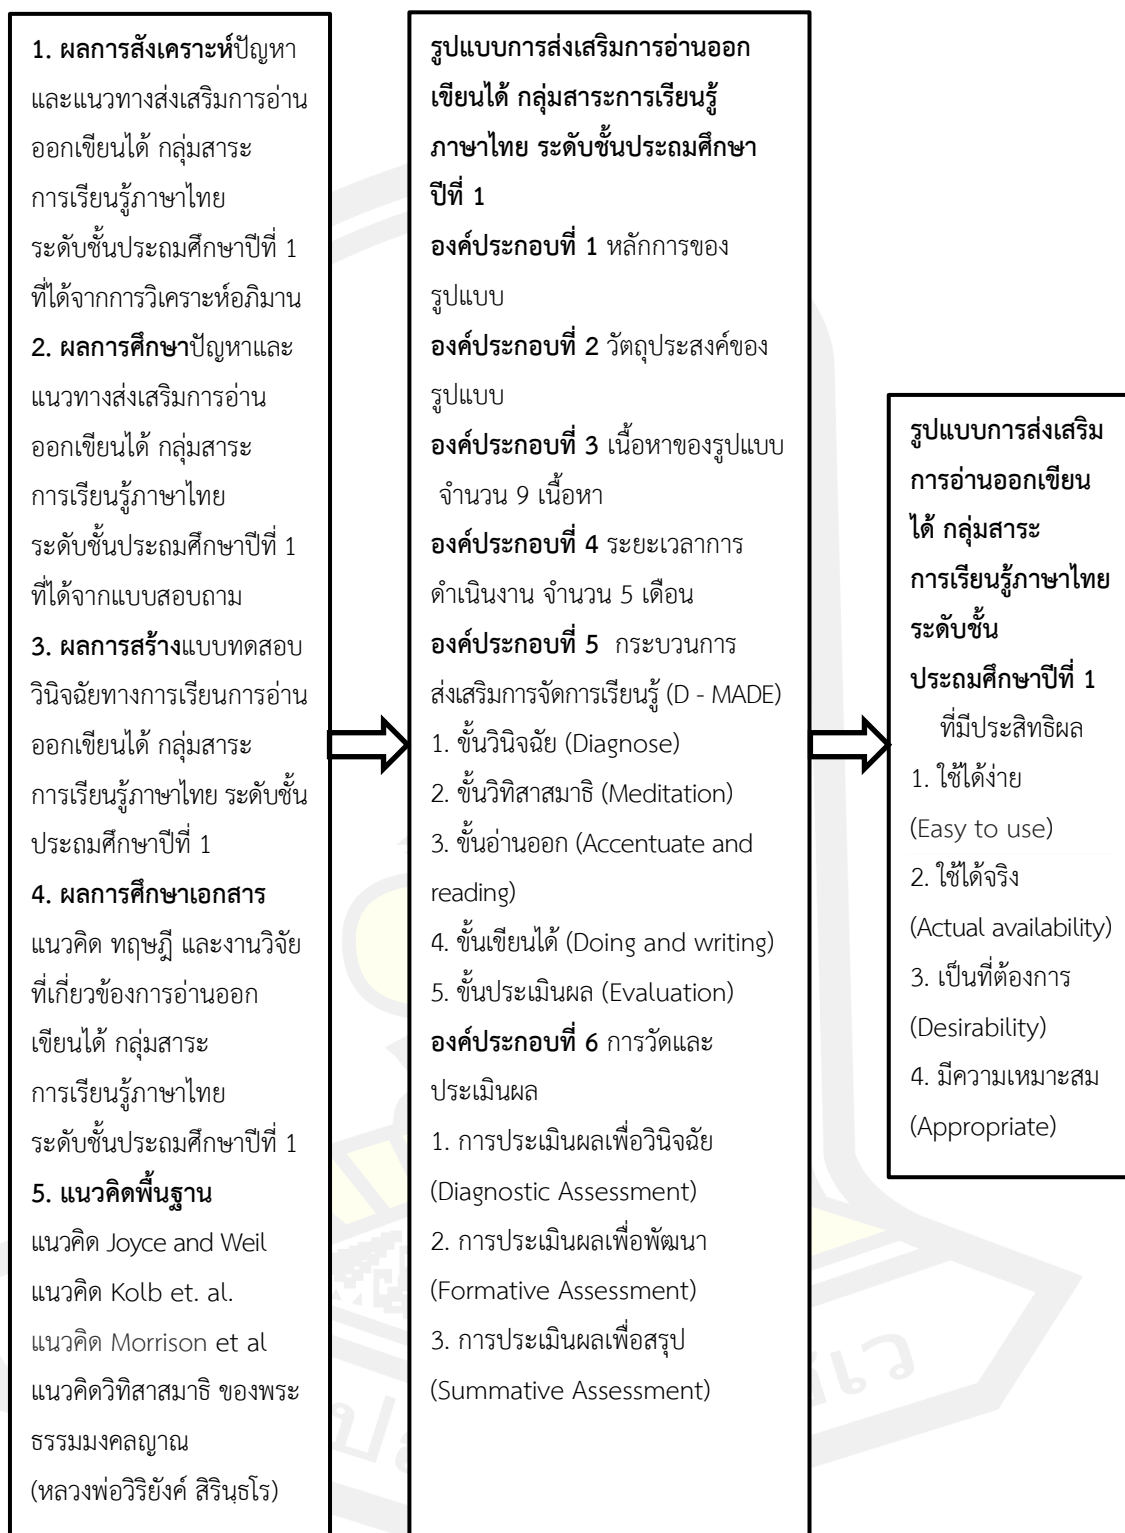 1. ผลการสังเคราะห์ปัญหา
และแนวทางส่งเสริมการอ่าน
ออกเขียนได้ กลุ่มสาระ
การเรียนรู้ภาษาไทย
ระดับชั้นประถมศึกษาปีที่ 1
ที่ได้จากการวิเคราะห์อภิมาน
2. ผลการศึกษาปัญหาและ
แนวทางส่งเสริมการอ่าน
ออกเขียนได้ กลุ่มสาระ
การเรียนรู้ภาษาไทย
ระดับชั้นประถมศึกษาปีที่ 1
ที่ได้จากแบบสอบถาม
3. ผลการสร้างแบบทดสอบ
วินิจฉัยทางการเรียนการอ่าน
ออกเขียนได้ กลุ่มสาระ
การเรียนรู้ภาษาไทย ระดับชั้น
ประถมศึกษาปีที่ 1
4. ผลการศึกษาเอกสาร
แนวคิด ทฤษฎี และงานวิจัย
ที่เกี่ยวข้องการอ่านออก
เขียนได้ กลุ่มสาระ
การเรียนรู้ภาษาไทย
ระดับชั้นประถมศึกษาปีที่ 1
5. แนวคิดพื้นฐาน
แนวคิด Joyce and Weil
แนวคิด Kolb et. al.
แนวคิด Morrison et al
แนวคิดวิทิสาสมาธิ ของพระ
ธรรมมงคลญาณ
(หลวงพ่อวิริยังค์ สิรินฺธโร)
รูปแบบการส่งเสริมการอ่านออก
เขียนได้ กลุ่มสาระการเรียนรู้
ภาษาไทย ระดับชั้นประถมศึกษา
ปีที่ 1
องค์ประกอบที่ 1 หลักการของ
รูปแบบ
องค์ประกอบที่ 2 วัตถุประสงค์ของ
รูปแบบ
องค์ประกอบที่ 3 เนื้อหาของรูปแบบ
จำนวน 9 เนื้อหา
องค์ประกอบที่ 4 ระยะเวลาการ
ดำเนินงาน จำนวน 5 เดือน
องค์ประกอบที่ 5 กระบวนการ
ส่งเสริมการจัดการเรียนรู้ (D - MADE)
1. ขั้นวินิจฉัย (Diagnose)
2. ขั้นวิทิสาสมาธิ (Meditation)
3. ขั้นอ่านออก (Accentuate and
reading)
4. ขั้นเขียนได้ (Doing and writing)
5. ขั้นประเมินผล (Evaluation)
องค์ประกอบที่ 6 การวัดและ
ประเมินผล
1. การประเมินผลเพื่อวินิจฉัย
(Diagnostic Assessment)
2. การประเมินผลเพื่อพัฒนา
(Formative Assessment)
3. การประเมินผลเพื่อสรุป
(Summative Assessment)
รูปแบบการส่งเสริม
การอ่านออกเขียน
ได้ กลุ่มสาระ
การเรียนรู้ภาษาไทย
ระดับชั้น
ประถมศึกษาปีที่ 1
ที่มีประสิทธิผล
1. ใช้ได้ง่าย
(Easy to use)
2. ใช้ได้จริง
(Actual availability)
3. เป็นที่ต้องการ
(Desirability)
4. มีความเหมาะสม
(Appropriate)